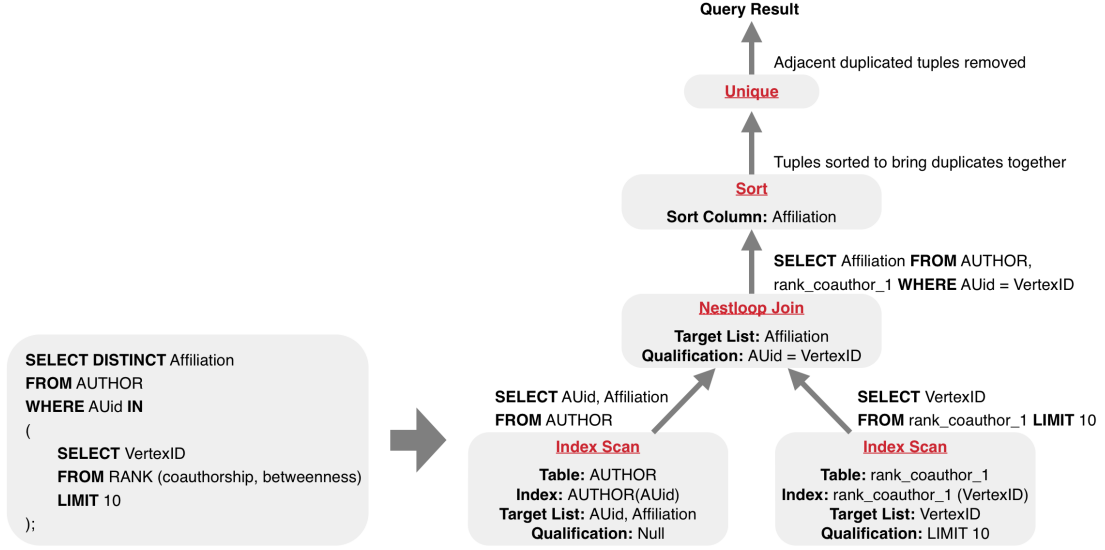 Query Result
Adjacent duplicated tuples removed
Unique
Tuples sorted to bring duplicates together
Sort
Sort Column: Affiliation
SELECT Affiliation FROM AUTHOR,
rank_coauthor_1 WHERE AUid = VertexID
Nestloop Join
Target List: Affiliation
Qualification: AUid = VertexID
SELECT DISTINCT Affiliation
FROM AUTHOR
WHERE AUid IN
(
SELECT VertexID
FROM RANK (coauthorship, betweenness)
LIMIT 10
);
SELECT AUid, Affiliation
FROM AUTHOR
Index Scan
Table: AUTHOR
Index: AUTHOR(AUid)
Target List: AUid, Affiliation
Qualification: Null
SELECT VertexID
FROM rank_coauthor_1 LIMIT 10
Index Scan
Table: rank_coauthor_1
Index: rank_coauthor_1 (VertexID)
Target List: VertexID
Qualification: LIMIT 10